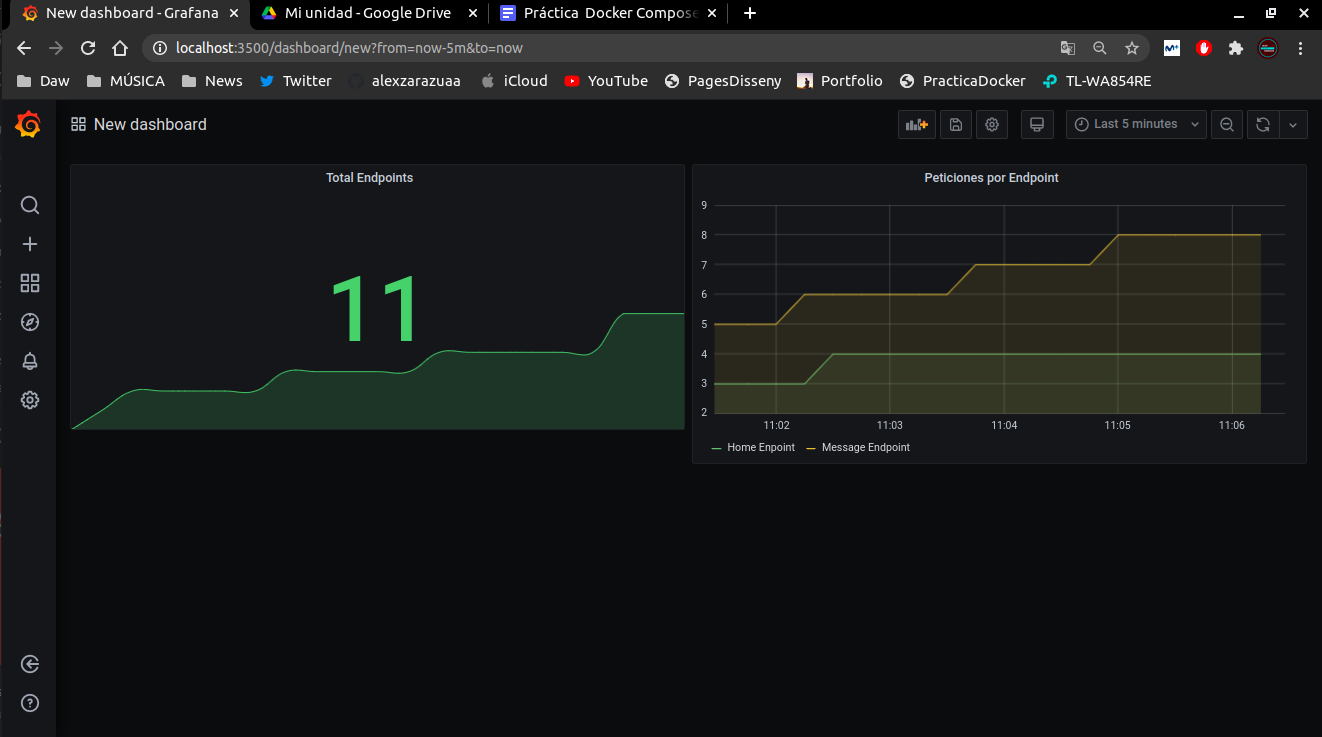 New dashboard - Grafana
Mi unidad - Google Drive
Práctica Docker Compose
localhost:3500/dashboard/new?from=now-5m&to=now
Daw MÚSICA News Twitter alexzarazuaa iCloud YouTube PagesDisseny Portfolio PracticaDocker TL-WA854RE
New dashboard
Last 5 minutes
Total Endpoints
11
Peticiones por Endpoint
9
8
7
6
5
4
3
2
11:02 11:03 11:04 11:05 11:06
Home Enpoint Message Endpoint